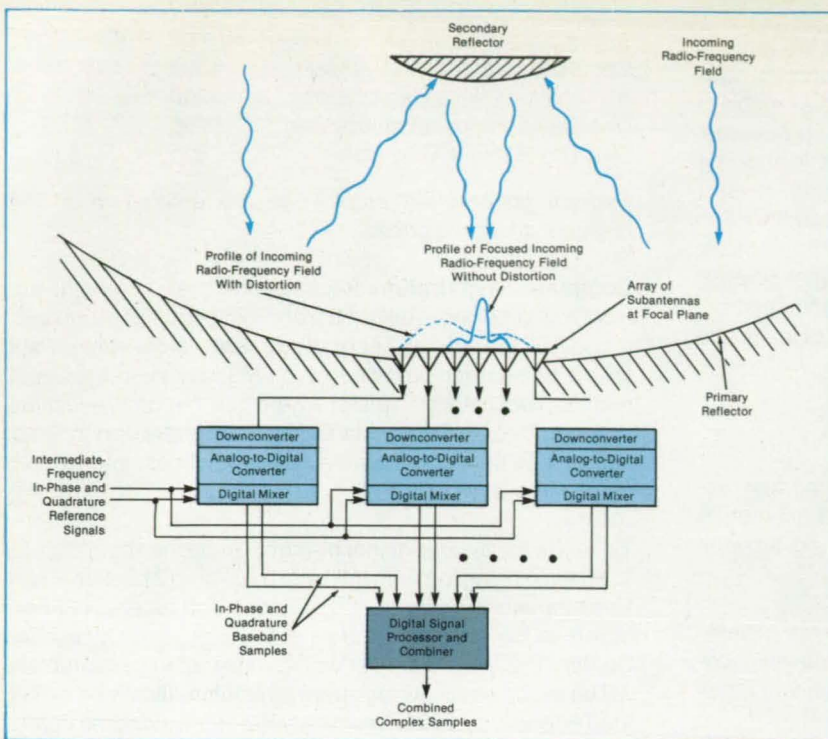 Secondary
Reflector
Incoming
Radio-Frequency
Field
Profile of Incoming
Radio-Frequency Field
With Distortion
Profile of Focused Incoming
Radio-Frequency Field
Without Distortion
Array of
Subantennas
at Focal Plane
Primary
Reflector
Downconverter
Analog-to-Digital
Converter
Digital Mixer
Downconverter
Analog-to-Digital
Converter
Digital Mixer
Downconverter
Analog-to-Digital
Converter
Digital Mixer
Intermediate-
Frequency
In-Phase and
Quadrature
Reference
Signals
In-Phase and
Quadrature
Baseband
Samples
Digital Signal
Processor and
Combiner
Combined
Complex Samples